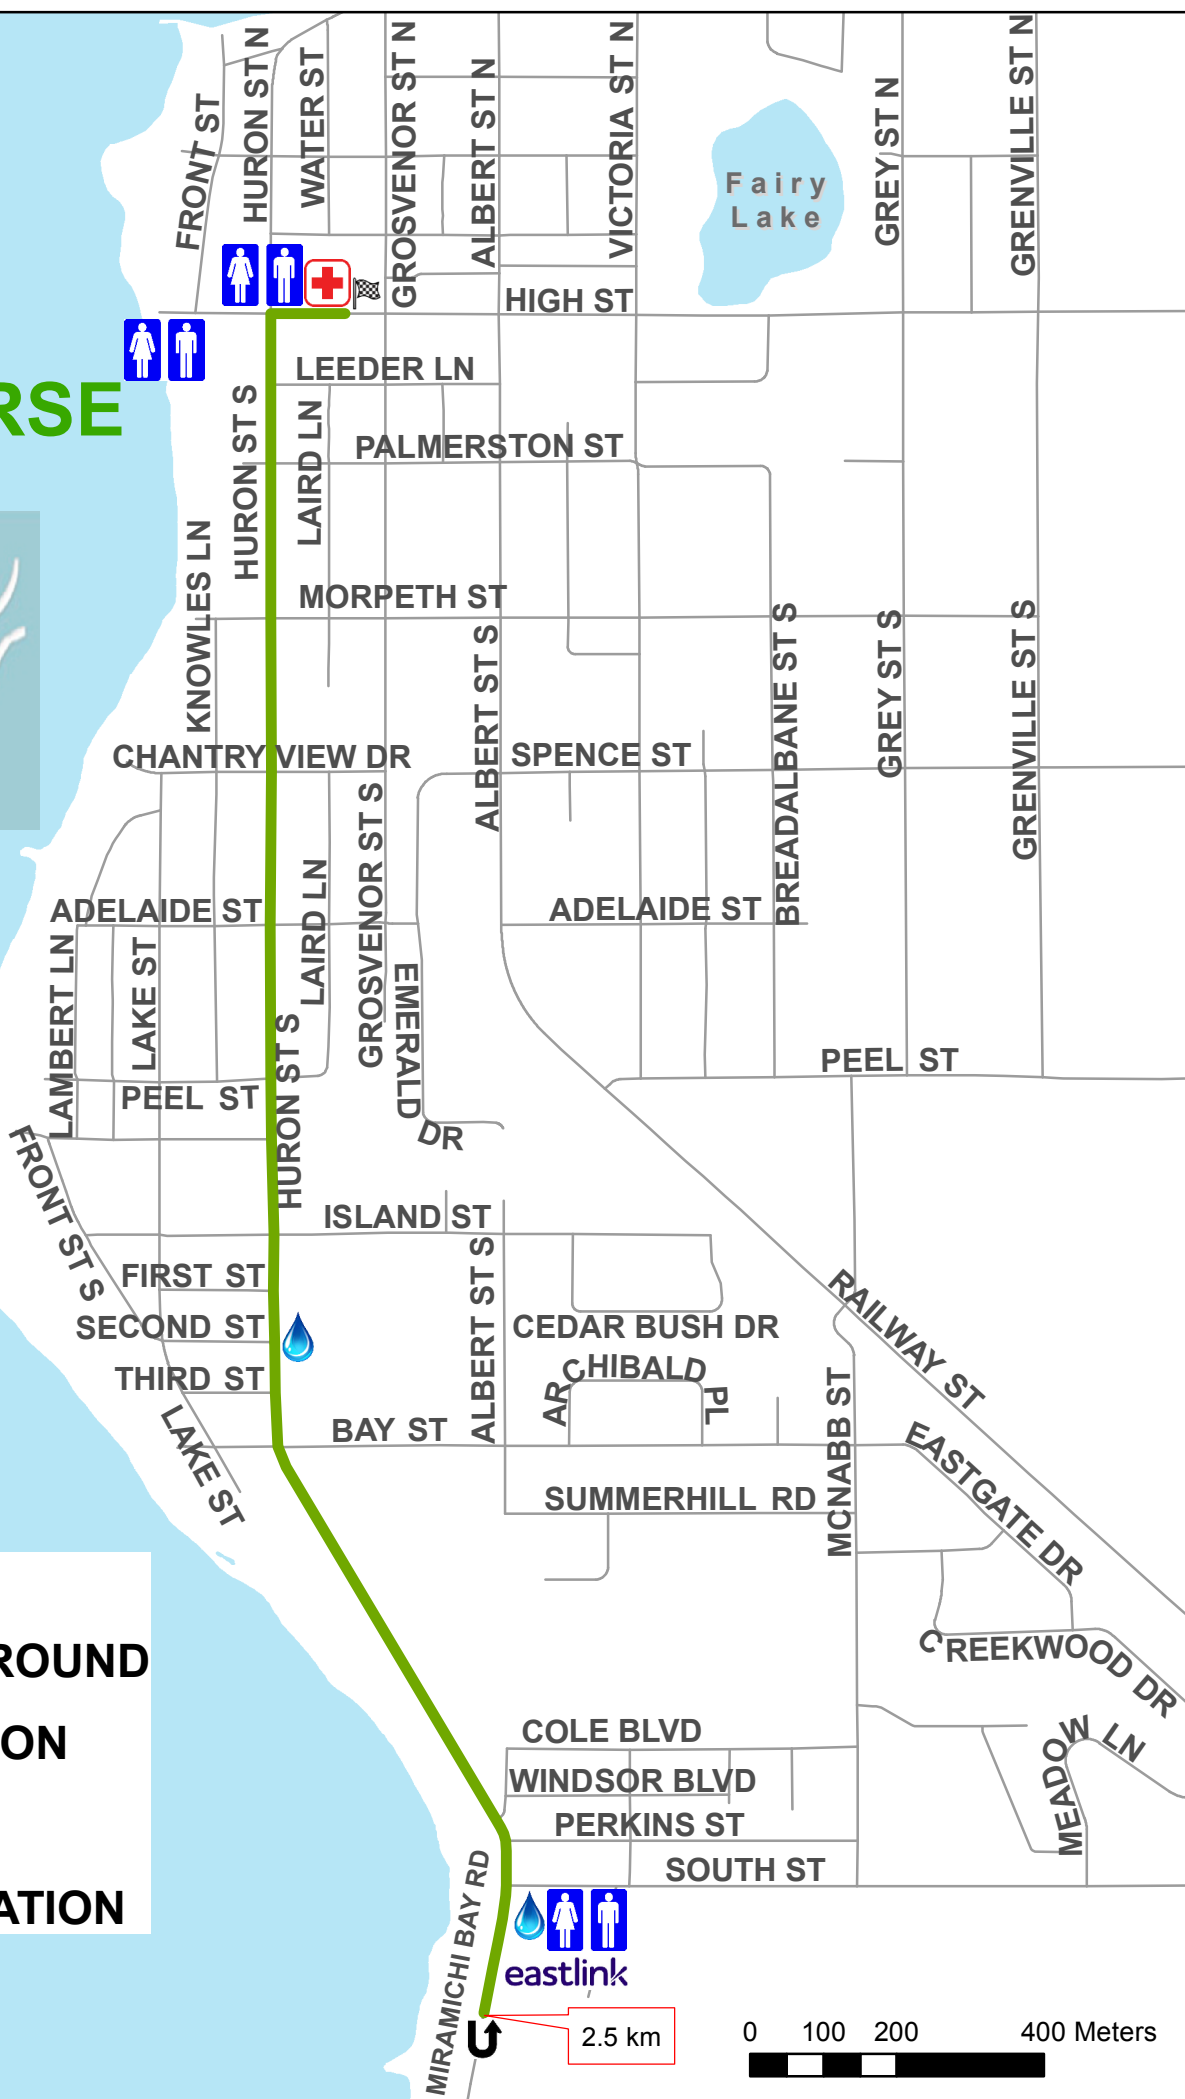 FRONT ST
HURON ST N
WATER ST
GROSVENOR ST N
ALBERT ST N
VICTORIA ST N
GREY ST N
GRENVILLE ST N
Fairy
Lake
HIGH ST
RSE
LEEDER LN
HURON ST S
LAIRD LN
PALMERSTON ST
KNOWLES LN
MORPETH ST
ALBERT ST S
BREADALBANE ST S
GREY ST S
GRENVILLE ST S
CHANTRY VIEW DR
SPENCE ST
GROSVENOR ST S
LAIRD LN
ADELAIDE ST
ADELAIDE ST
LAMBERT LN
LAKE ST
EMERALD DR
HURON ST S
PEEL ST
PEEL ST
FRONT ST S
ISLAND ST
FIRST ST
SECOND ST
THIRD ST
ALBERT ST S
CEDAR BUSH DR
ARCHIBALD PL
RAILWAY ST
LAKE ST
BAY ST
MCNABB ST
EASTGATE DR
SUMMERHILL RD
ROUND
CREEKWOOD DR
ON
COLE BLVD
MEADOW LN
WINDSOR BLVD
PERKINS ST
SOUTH ST
ATION
MIRAMICHI BAY RD
eastlink
2.5 km
0 100 200 400 Meters